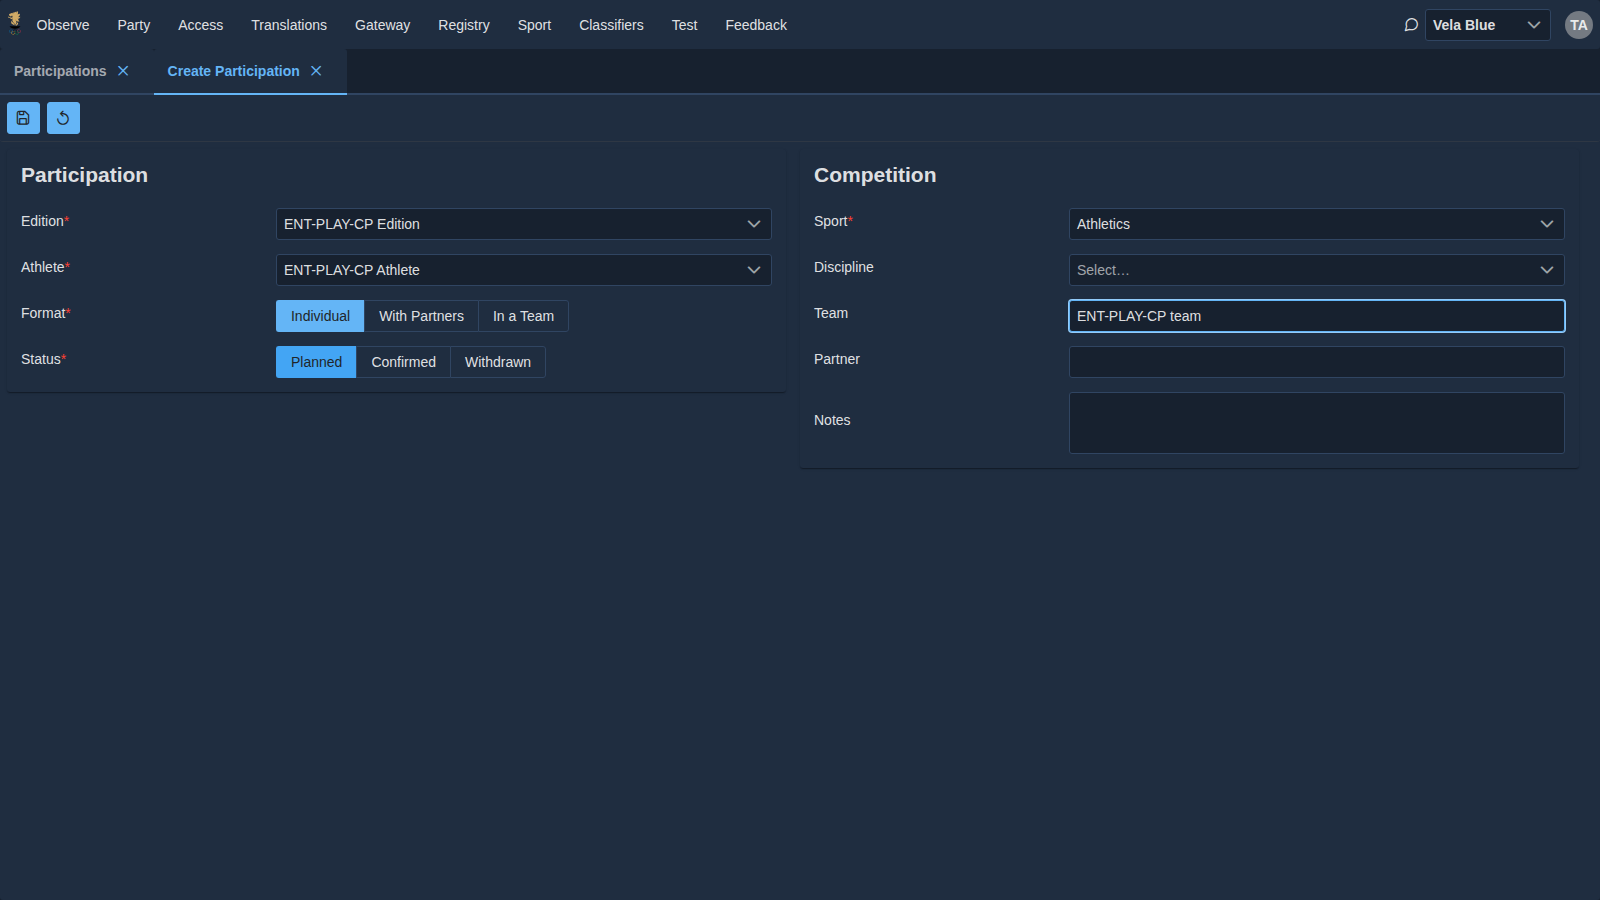 Observe Party Access Translations Gateway Registry Sport Classifiers Test Feedback Vela Blue TA
Participations Create Participation
Participation
Edition* ENT-PLAY-CP Edition
Athlete* ENT-PLAY-CP Athlete
Format* Individual With Partners In a Team
Status* Planned Confirmed Withdrawn
Competition
Sport* Athletics
Discipline Select…
Team ENT-PLAY-CP team
Partner
Notes